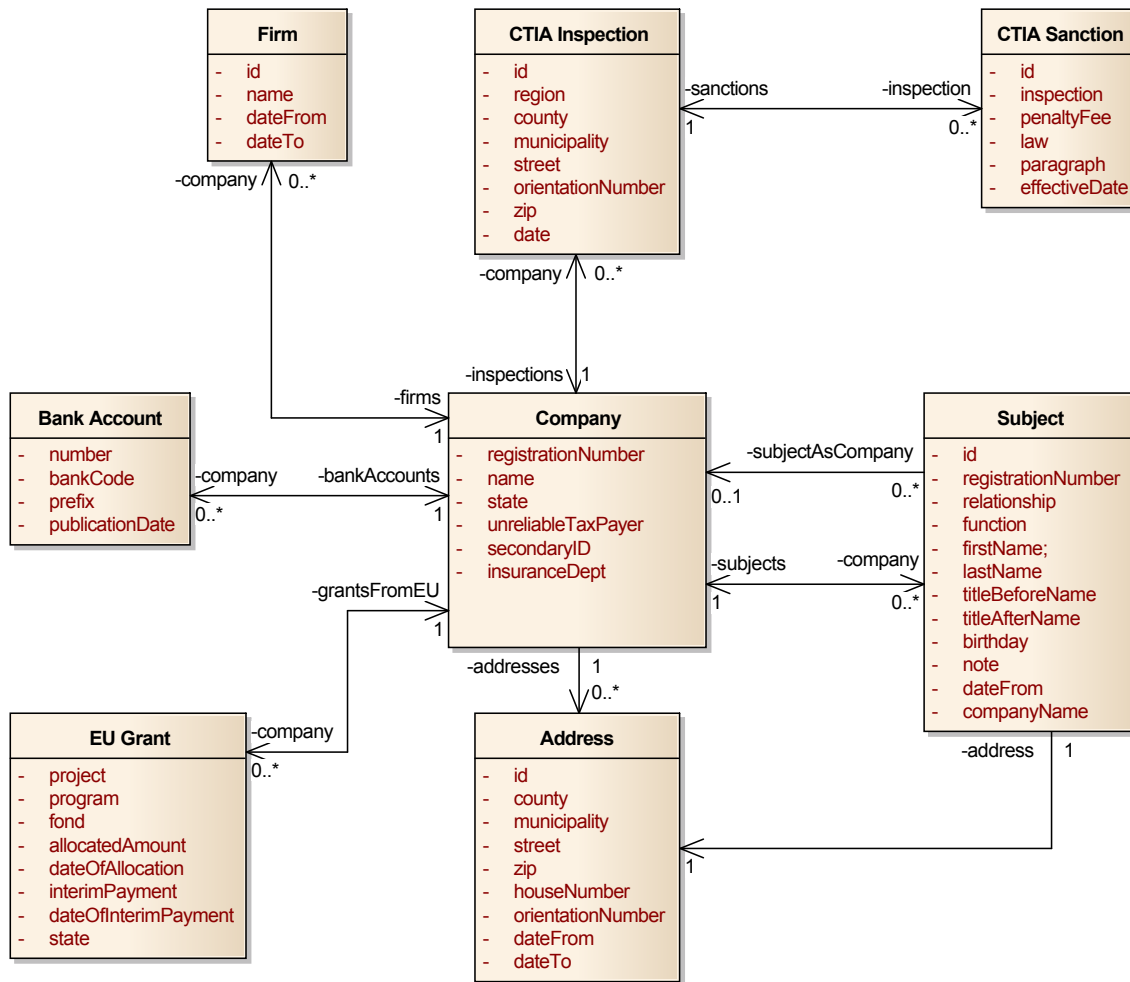 Firm
- id
- name
- dateFrom
- dateTo
CTIA Inspection
- id
- region
- county
- municipality
- street
- orientationNumber
- zip
- date
CTIA Sanction
- id
- inspection
- penaltyFee
- law
- paragraph
- effectiveDate
-sanctions
1
-inspection
0..*
-company
0..*
-company
0..*
-inspections
1
-firms
1
Bank Account
- number
- bankCode
- prefix
- publicationDate
-company
0..*
-bankAccounts
1
Company
- registrationNumber
- name
- state
- unreliableTaxPayer
- secondaryID
- insuranceDept
-subjectAsCompany
0..1
0..*
-subjects
1
-company
0..*
Subject
- id
- registrationNumber
- relationship
- function
- firstName;
- lastName
- titleBeforeName
- titleAfterName
- birthday
- note
- dateFrom
- companyName
-grantsFromEU
1
-addresses
1
0..*
-company
0..*
EU Grant
- project
- program
- fond
- allocatedAmount
- dateOfAllocation
- interimPayment
- dateOfInterimPayment
- state
Address
- id
- county
- municipality
- street
- zip
- houseNumber
- orientationNumber
- dateFrom
- dateTo
-address
1
1